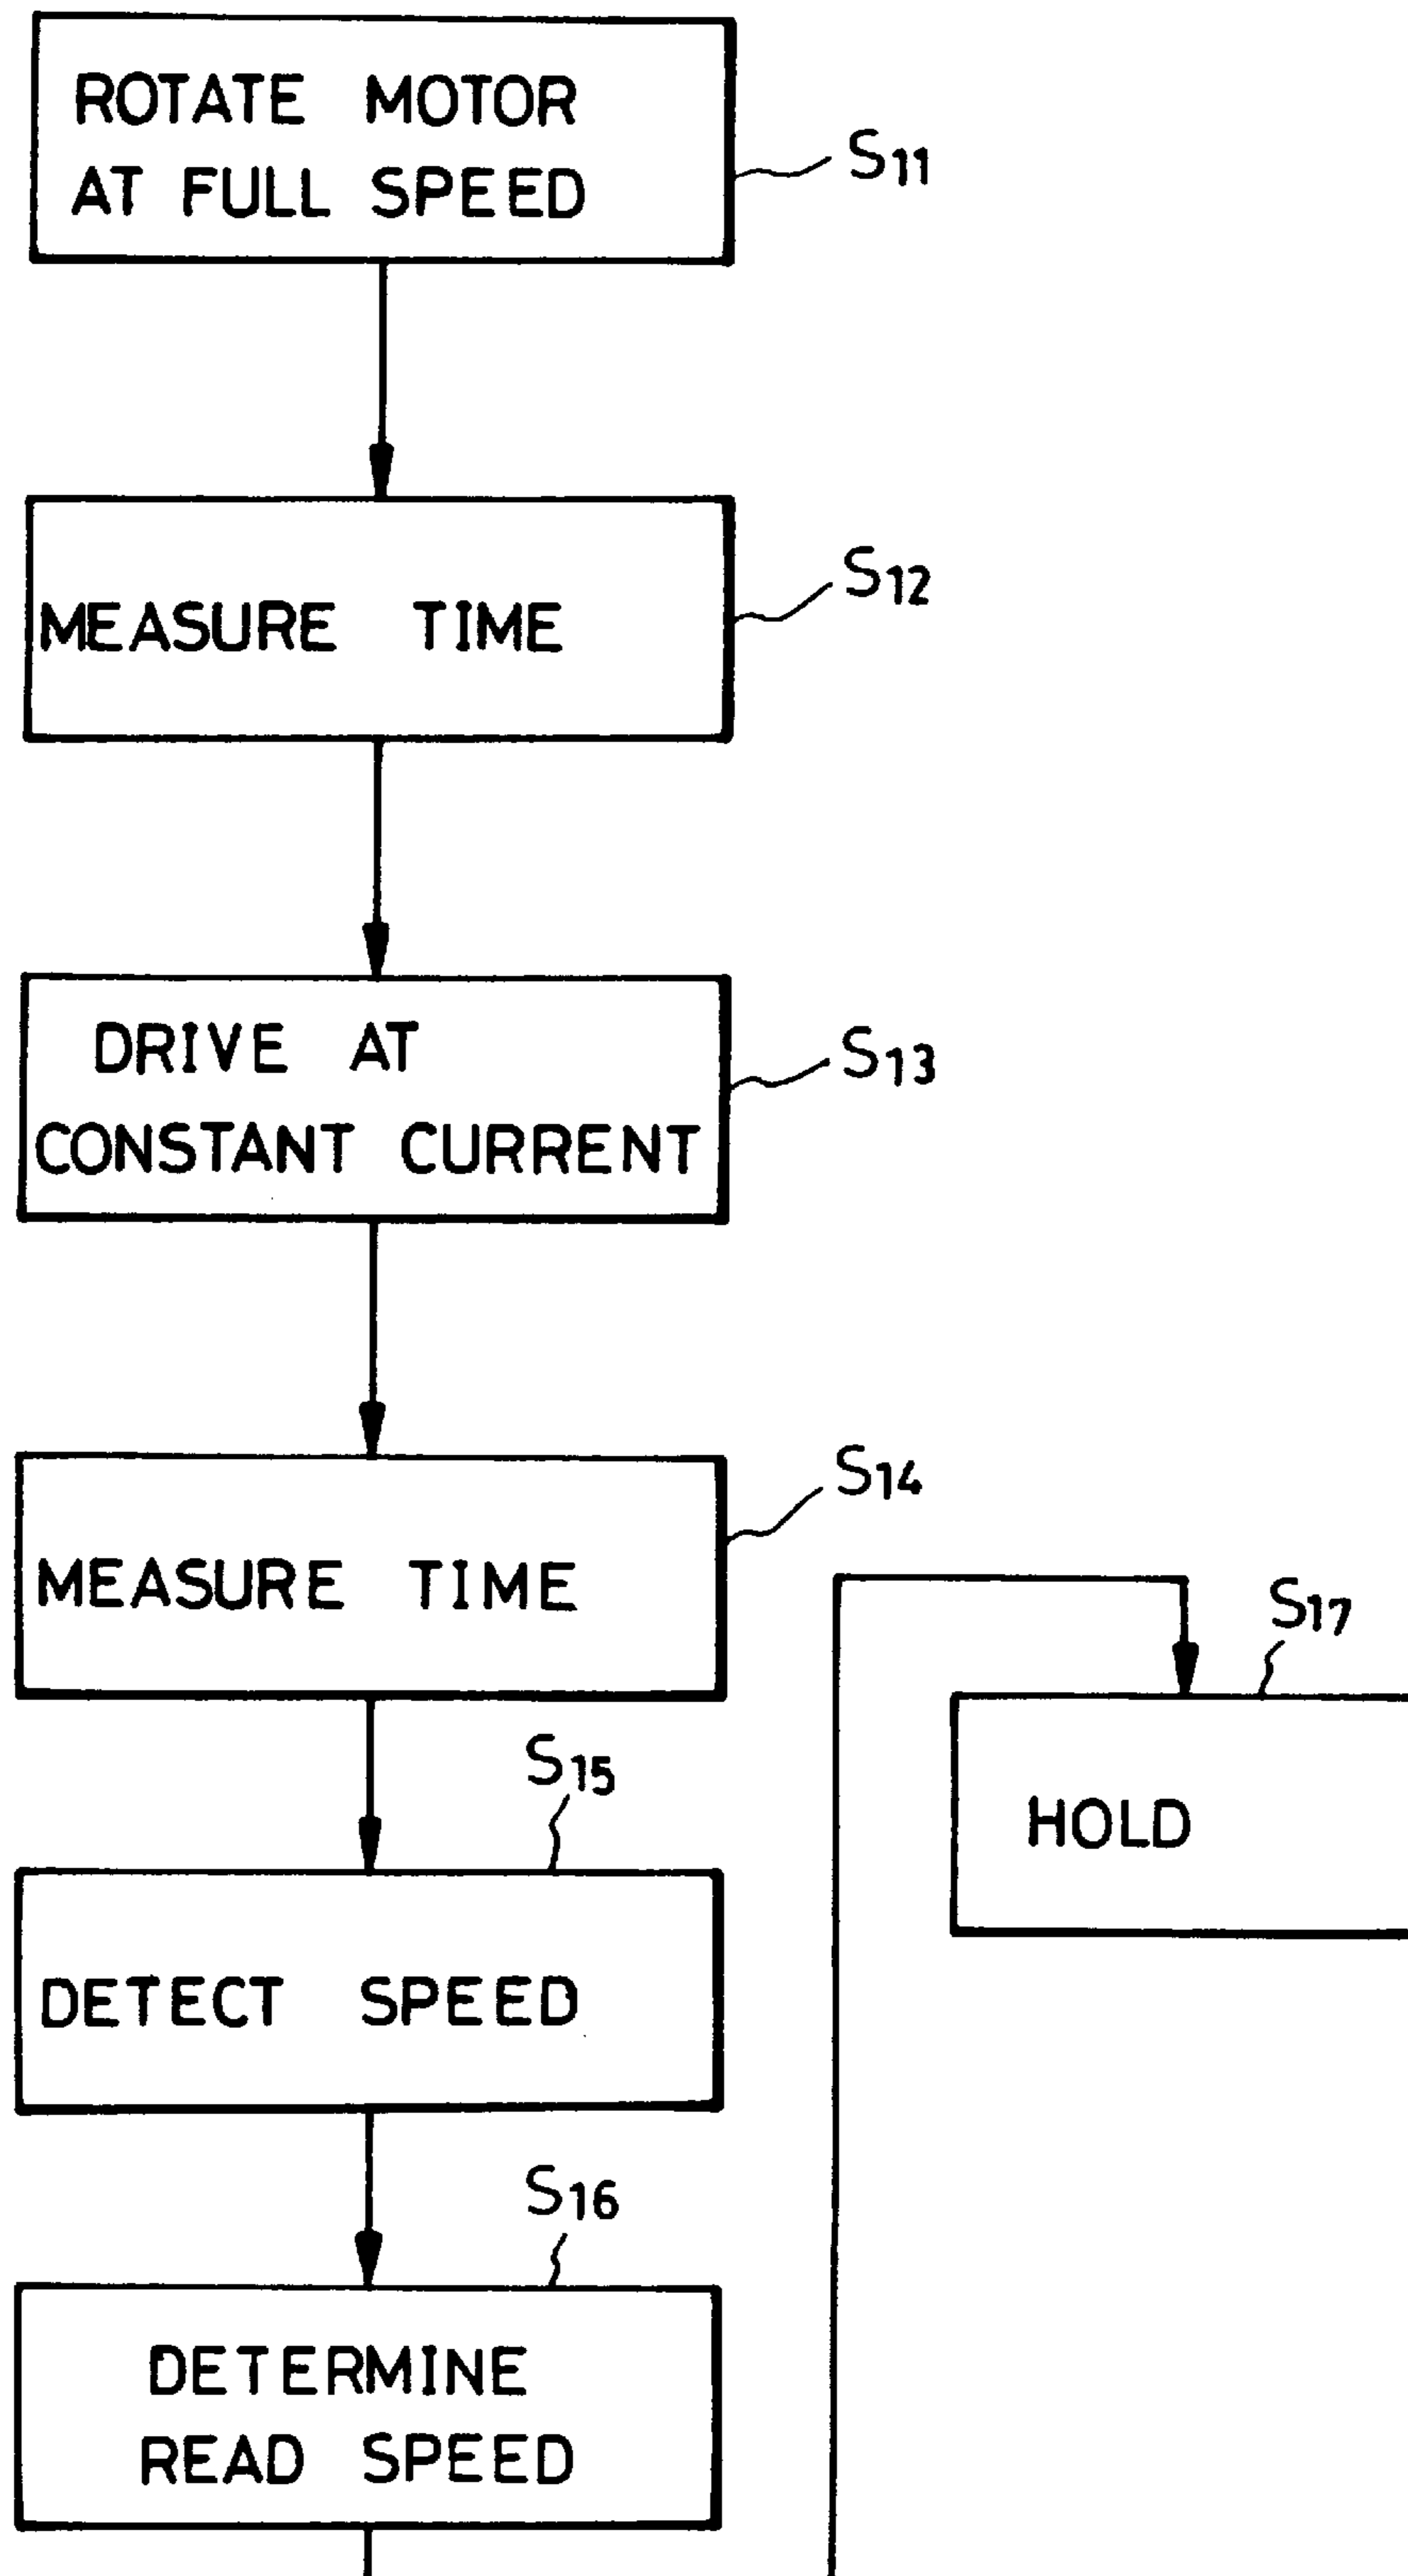 ROTATE MOTOR
AT FULL SPEED
S11
MEASURE TIME
S12
DRIVE AT
CONSTANT CURRENT
S13
MEASURE TIME
S14
S15
DETECT SPEED
S16
DETERMINE
READ SPEED
S17
HOLD